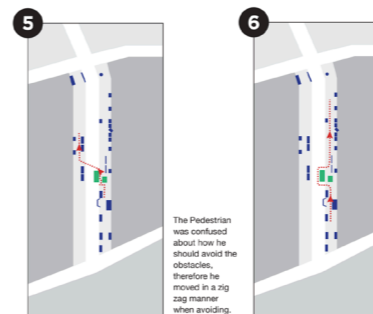 5
6
The Pedestrian
was confused
about how he
should avoid the
obstacles,
therefore he
moved in a zig
zag manner
when avoiding.